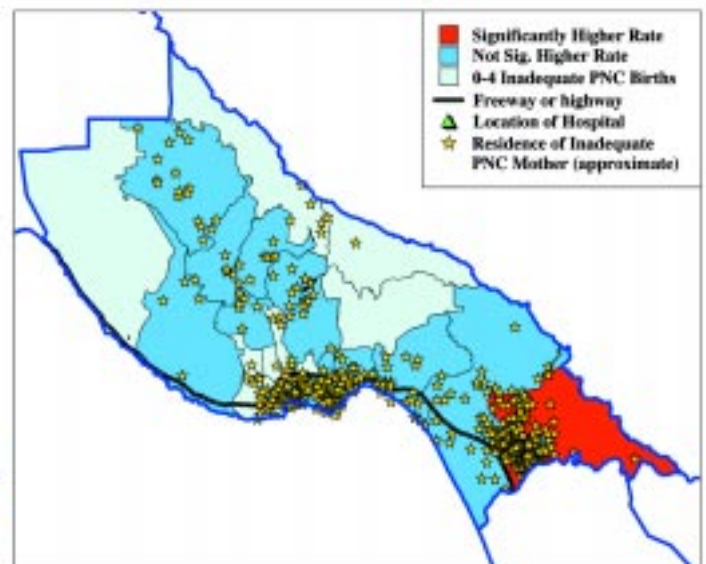 Significantly Higher Rate
Not Sig. Higher Rate
0-4 Inadequate PNC Births
Freeway or highway
Location of Hospital
Residence of Inadequate
PNC Mother (approximate)